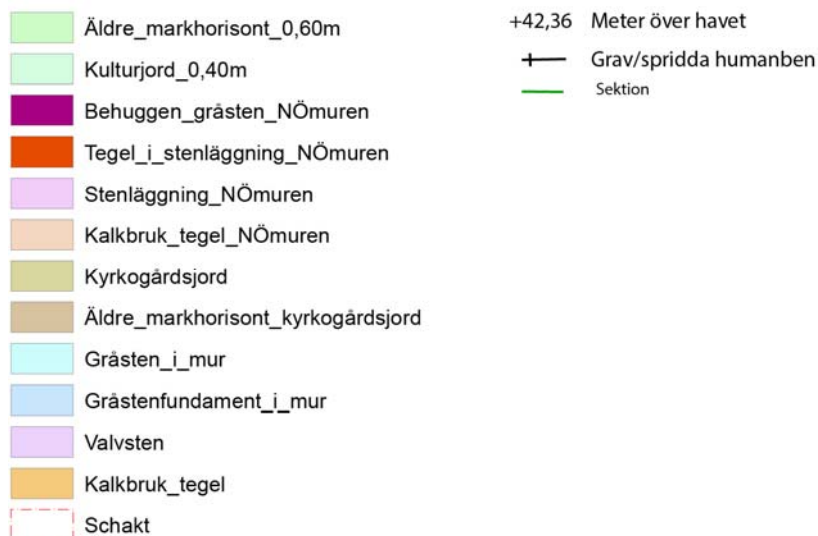 Äldre_markhorisont_0,60m
Kulturjord_0,40m
Behuggen_gråsten_NÖmuren
Tegel_i_stenläggning_NÖmuren
Stenläggning_NÖmuren
Kalkbruk_tegel_NÖmuren
Kyrkogårdsjord
Äldre_markhorisont_kyrkogårdsjord
Gråsten_i_mur
Gråstenfundament_i_mur
Valvsten
Kalkbruk_tegel
Schakt
+42,36 Meter över havet
Grav/spridda humanben
Sektion